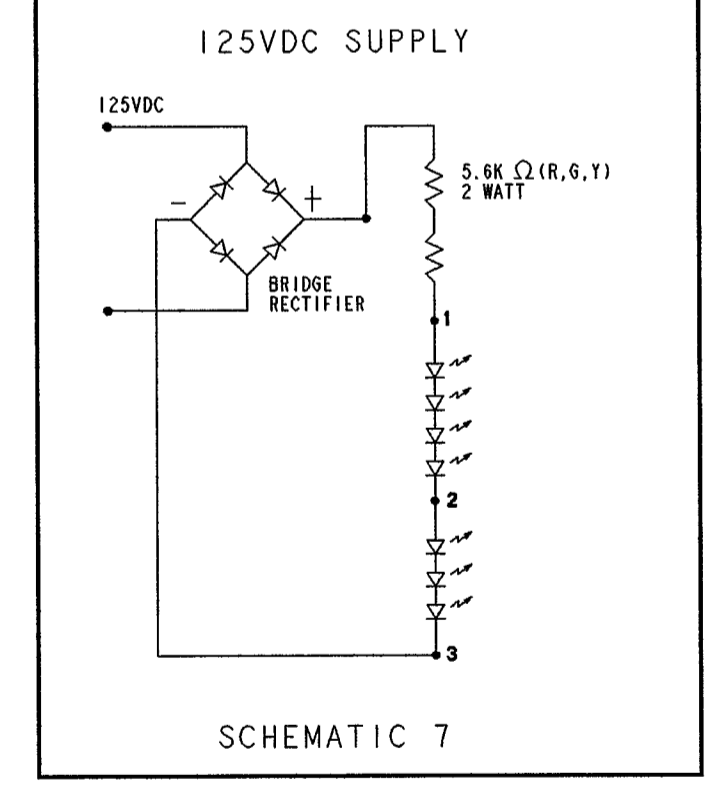 125VDC SUPPLY
125VDC
5.6K Ω(R,G,Y)
2 WATT
- +
BRIDGE
RECTIFIER
1
2
3
SCHEMATIC 7